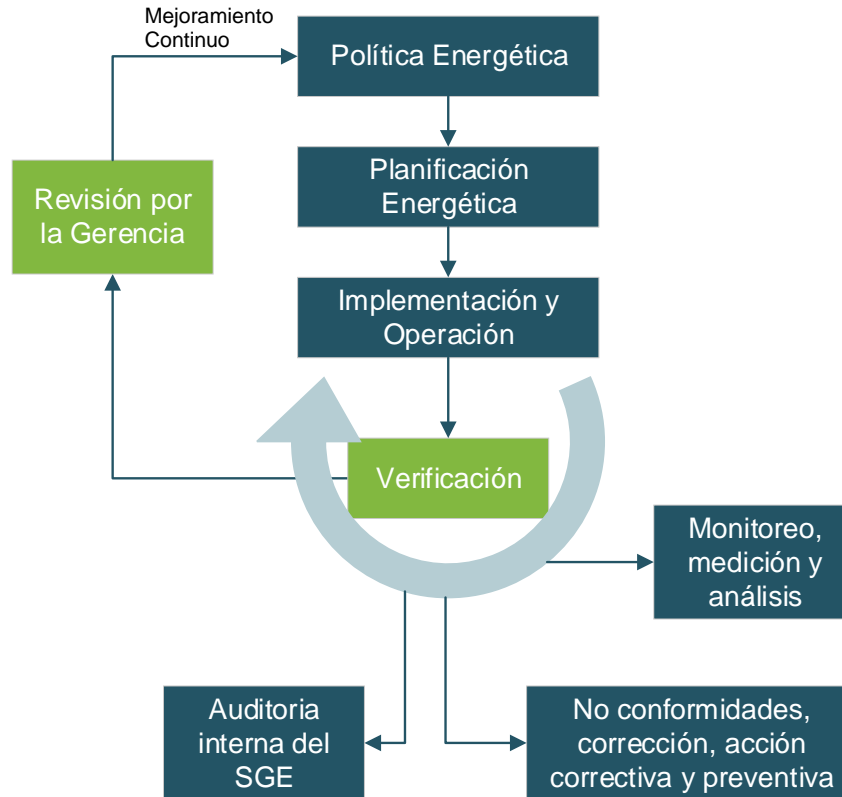 Mejoramiento
Continuo
Política Energética
Planificación
Energética
Revisión por
la Gerencia
Implementación y
Operación
Verificación
Monitoreo,
medición y
análisis
Auditoria
interna del
SGE
No conformidades,
corrección, acción
correctiva y preventiva